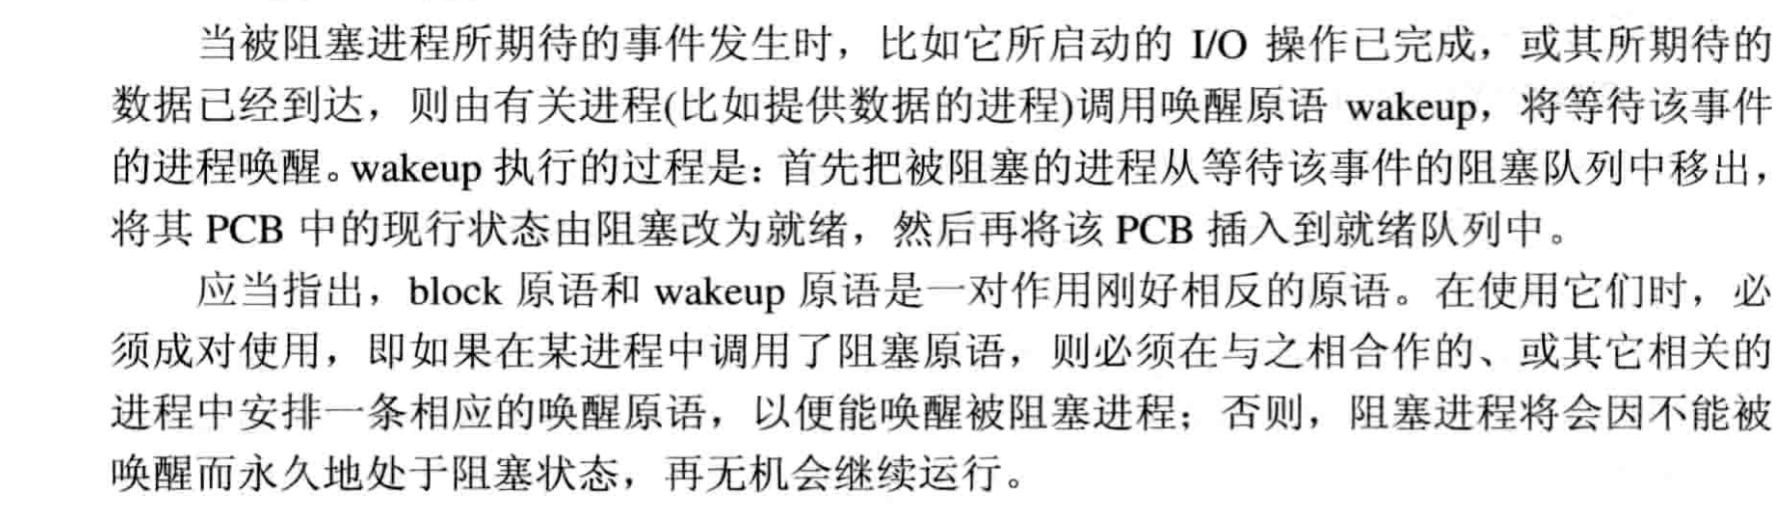 当被阻塞进程所期待的事件发生时，比如它所启动的 I/O 操作已完成，或其所期待的
数据已经到达，则由有关进程(比如提供数据的进程)调用唤醒原语 wakeup，将等待该事件
的进程唤醒。wakeup 执行的过程是：首先把被阻塞的进程从等待该事件的阻塞队列中移出，
将其 PCB 中的现行状态由阻塞改为就绪，然后再将该 PCB 插入到就绪队列中。
应当指出，block 原语和 wakeup 原语是一对作用刚好相反的原语。在使用它们时，必
须成对使用，即如果在某进程中调用了阻塞原语，则必须在与之相合作的、或其它相关的
进程中安排一条相应的唤醒原语，以便能唤醒被阻塞进程；否则，阻塞进程将会因不能被
唤醒而永久地处于阻塞状态，再无机会继续运行。